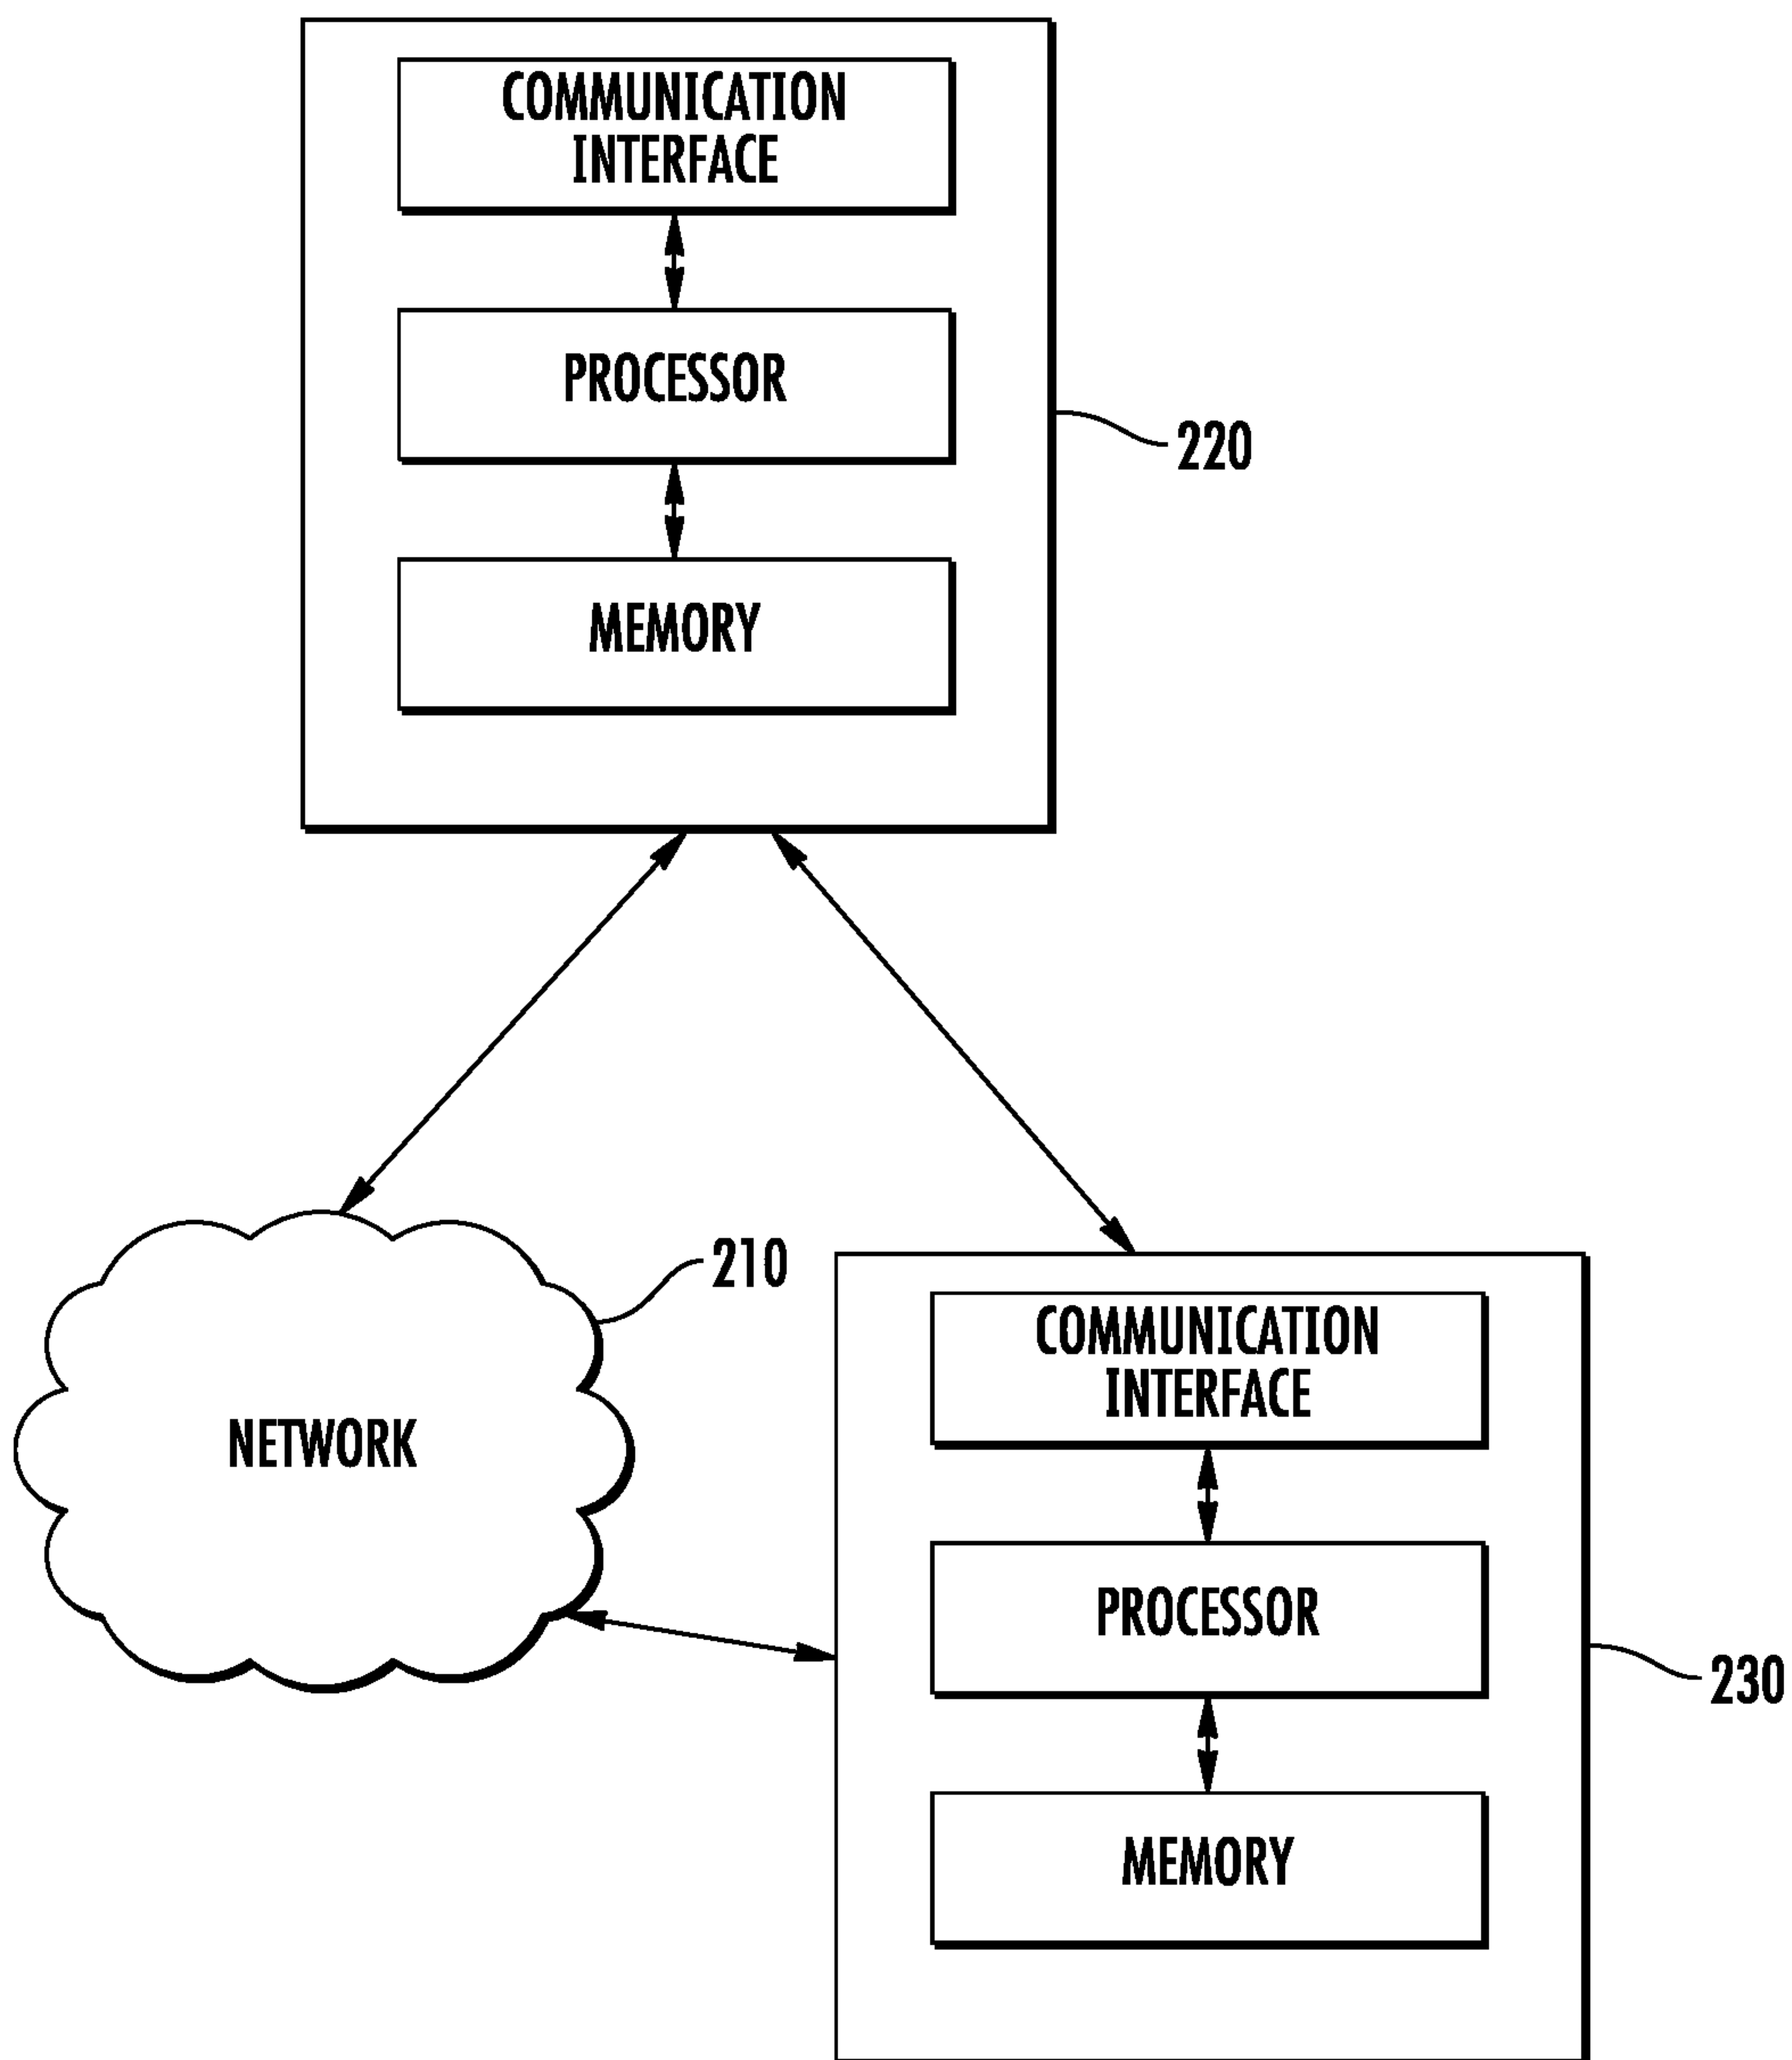 COMMUNICATION
INTERFACE
PROCESSOR
220
MEMORY
210
NETWORK
COMMUNICATION
INTERFACE
PROCESSOR
230
MEMORY